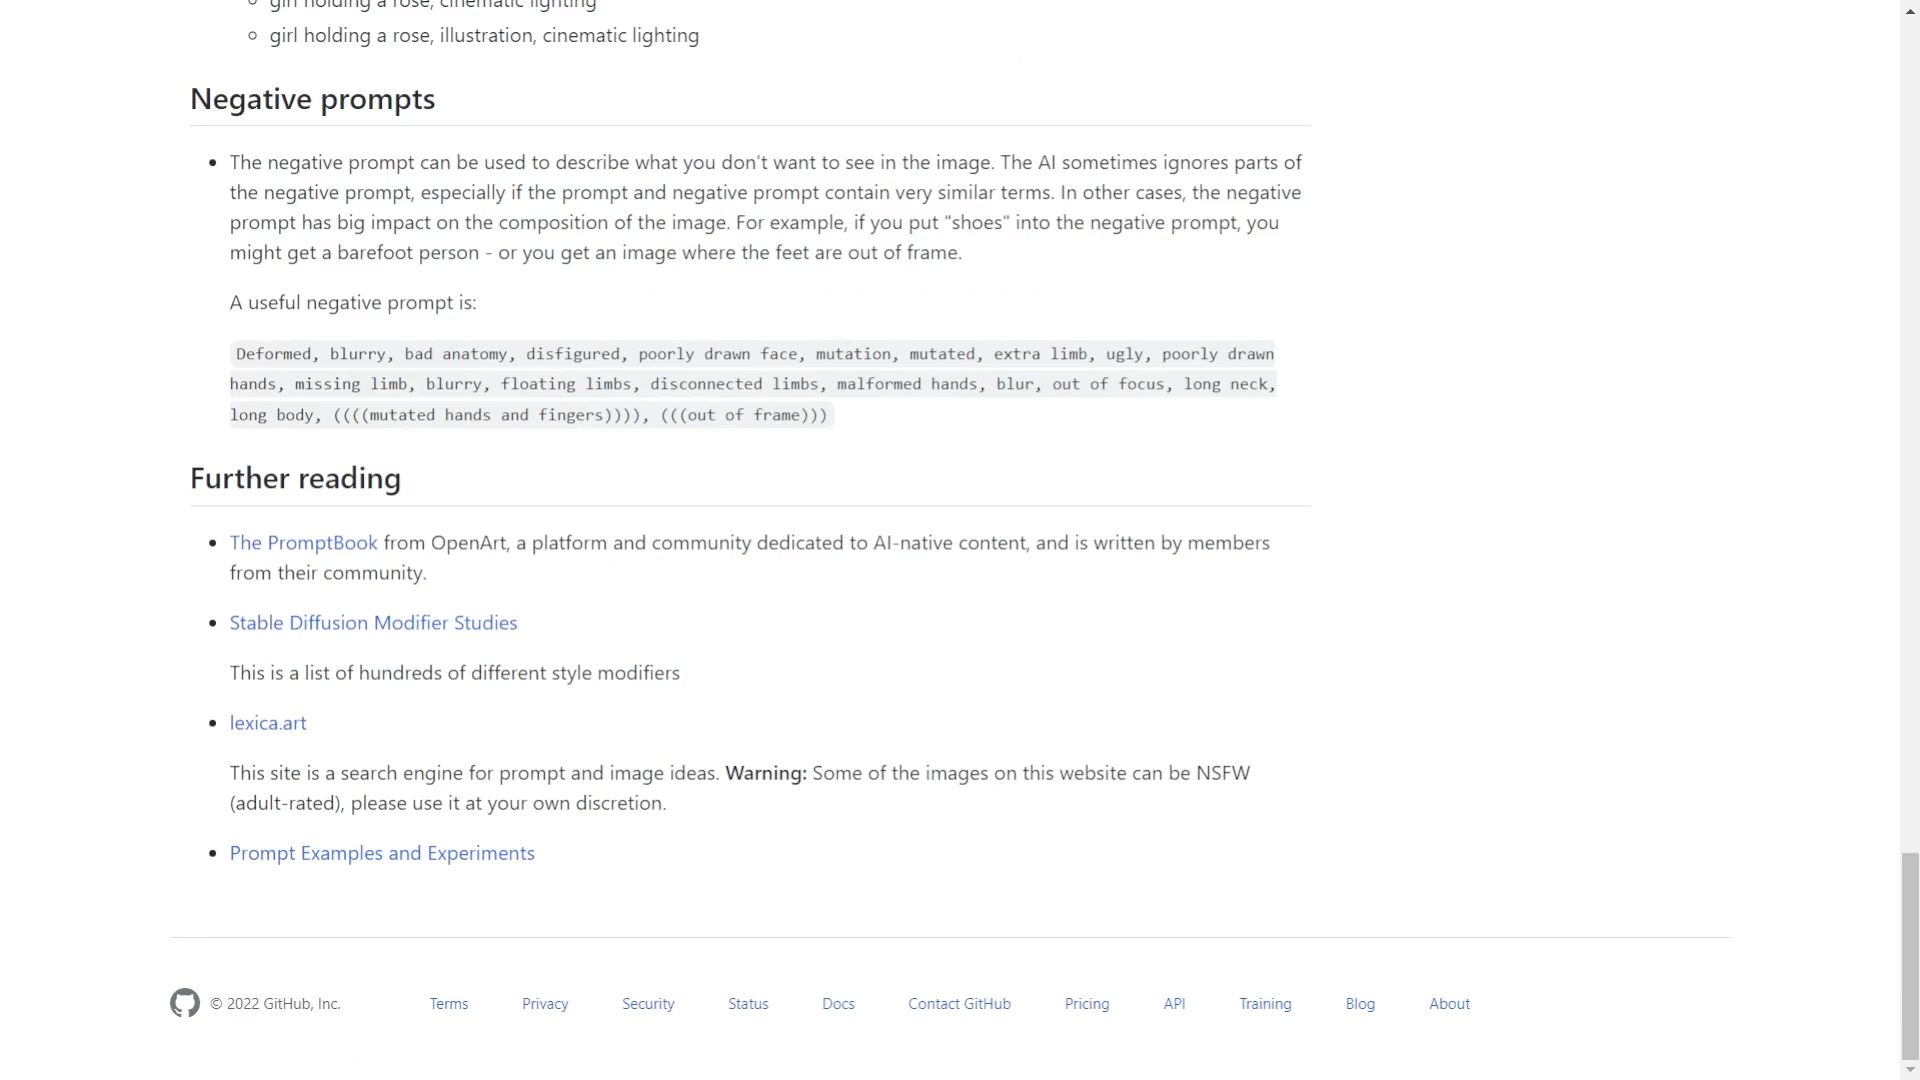 girl holding a rose, cinematic lighting
girl holding a rose, illustration, cinematic lighting
Negative prompts
The negative prompt can be used to describe what you don't want to see in the image. The AI sometimes ignores parts of
the negative prompt, especially if the prompt and negative prompt contain very similar terms. In other cases, the negative
prompt has big impact on the composition of the image. For example, if you put "shoes" into the negative prompt, you
might get a barefoot person - or you get an image where the feet are out of frame.
A useful negative prompt is:
Deformed, blurry, bad anatomy, disfigured, poorly drawn face, mutation, mutated, extra limb, ugly, poorly drawn
hands, missing limb, blurry, floating limbs, disconnected limbs, malformed hands, blur, out of focus, long neck,
long body, ((((mutated hands and fingers)))), (((out of frame)))
Further reading
The PromptBook from OpenArt, a platform and community dedicated to AI-native content, and is written by members
from their community.
Stable Diffusion Modifier Studies
This is a list of hundreds of different style modifiers
lexica.art
This site is a search engine for prompt and image ideas. Warning: Some of the images on this website can be NSFW
(adult-rated), please use it at your own discretion.
Prompt Examples and Experiments
© 2022 GitHub, Inc. Terms Privacy Security Status Docs Contact GitHub Pricing API Training Blog About